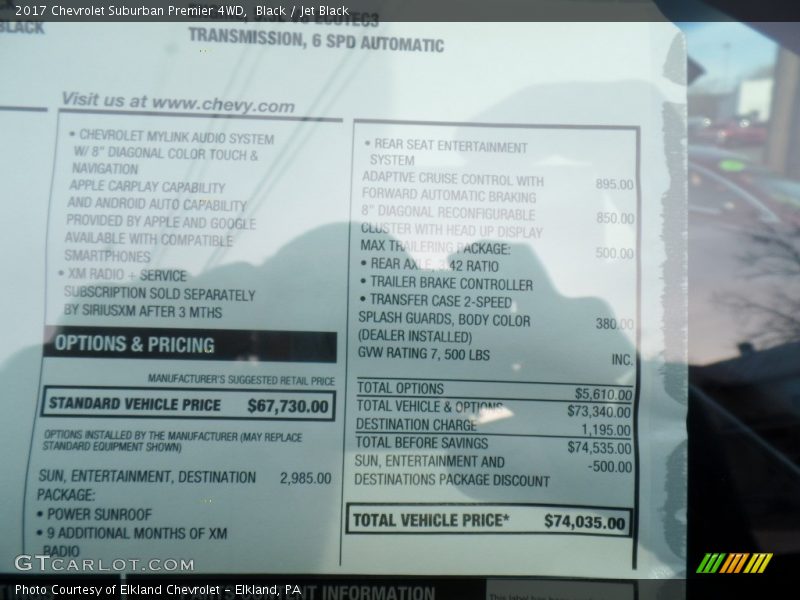 2017 Chevrolet Suburban Premier 4WD, Black / Jet Black
BLACK
TRANSMISSION, 6 SPD AUTOMATIC
Visit us at www.chevy.com
• CHEVROLET MYLINK AUDIO SYSTEM
W/ 8" DIAGONAL COLOR TOUCH &
NAVIGATION
APPLE CARPLAY CAPABILITY
AND ANDROID AUTO CAPABILITY
PROVIDED BY APPLE AND GOOGLE
AVAILABLE WITH COMPATIBLE
SMARTPHONES
• XM RADIO + SERVICE
SUBSCRIPTION SOLD SEPARATELY
BY SIRIUSXM AFTER 3 MTHS
OPTIONS & PRICING
MANUFACTURER'S SUGGESTED RETAIL PRICE
STANDARD VEHICLE PRICE $67,730.00
OPTIONS INSTALLED BY THE MANUFACTURER (MAY REPLACE
STANDARD EQUIPMENT SHOWN)
SUN, ENTERTAINMENT, DESTINATION 2,985.00
PACKAGE:
• POWER SUNROOF
• 9 ADDITIONAL MONTHS OF XM
RADIO
• REAR SEAT ENTERTAINMENT
SYSTEM
ADAPTIVE CRUISE CONTROL WITH 895.00
FORWARD AUTOMATIC BRAKING
8" DIAGONAL RECONFIGURABLE 850.00
CLUSTER WITH HEAD UP DISPLAY
MAX TRAILERING PACKAGE: 500.00
• REAR AXLE, 3.42 RATIO
• TRAILER BRAKE CONTROLLER
• TRANSFER CASE 2-SPEED
SPLASH GUARDS, BODY COLOR 380.00
(DEALER INSTALLED)
GVW RATING 7, 500 LBS INC.
TOTAL OPTIONS $5,610.00
TOTAL VEHICLE & OPTIONS $73,340.00
DESTINATION CHARGE 1,195.00
TOTAL BEFORE SAVINGS $74,535.00
SUN, ENTERTAINMENT AND -500.00
DESTINATIONS PACKAGE DISCOUNT
TOTAL VEHICLE PRICE* $74,035.00
GTCARLOT.COM
CONTENT INFORMATION
Photo Courtesy of Elkland Chevrolet - Elkland, PA